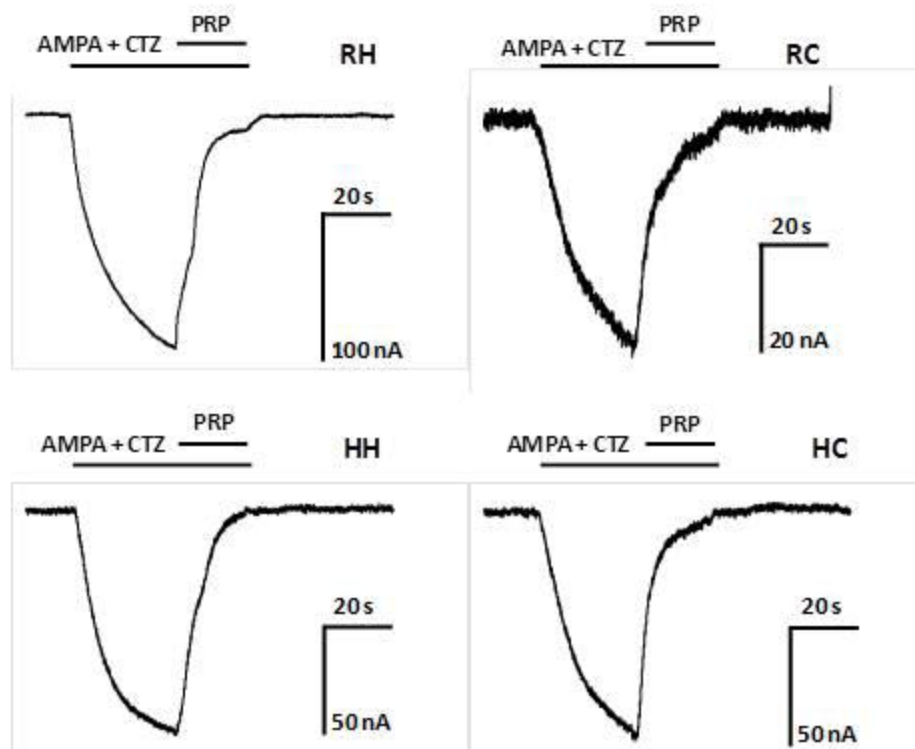 PRP
AMPA + CTZ
RH
20 s
100 nA
PRP
AMPA + CTZ
RC
20 s
20 nA
PRP
AMPA + CTZ
HH
20 s
50 nA
PRP
AMPA + CTZ
HC
20 s
50 nA